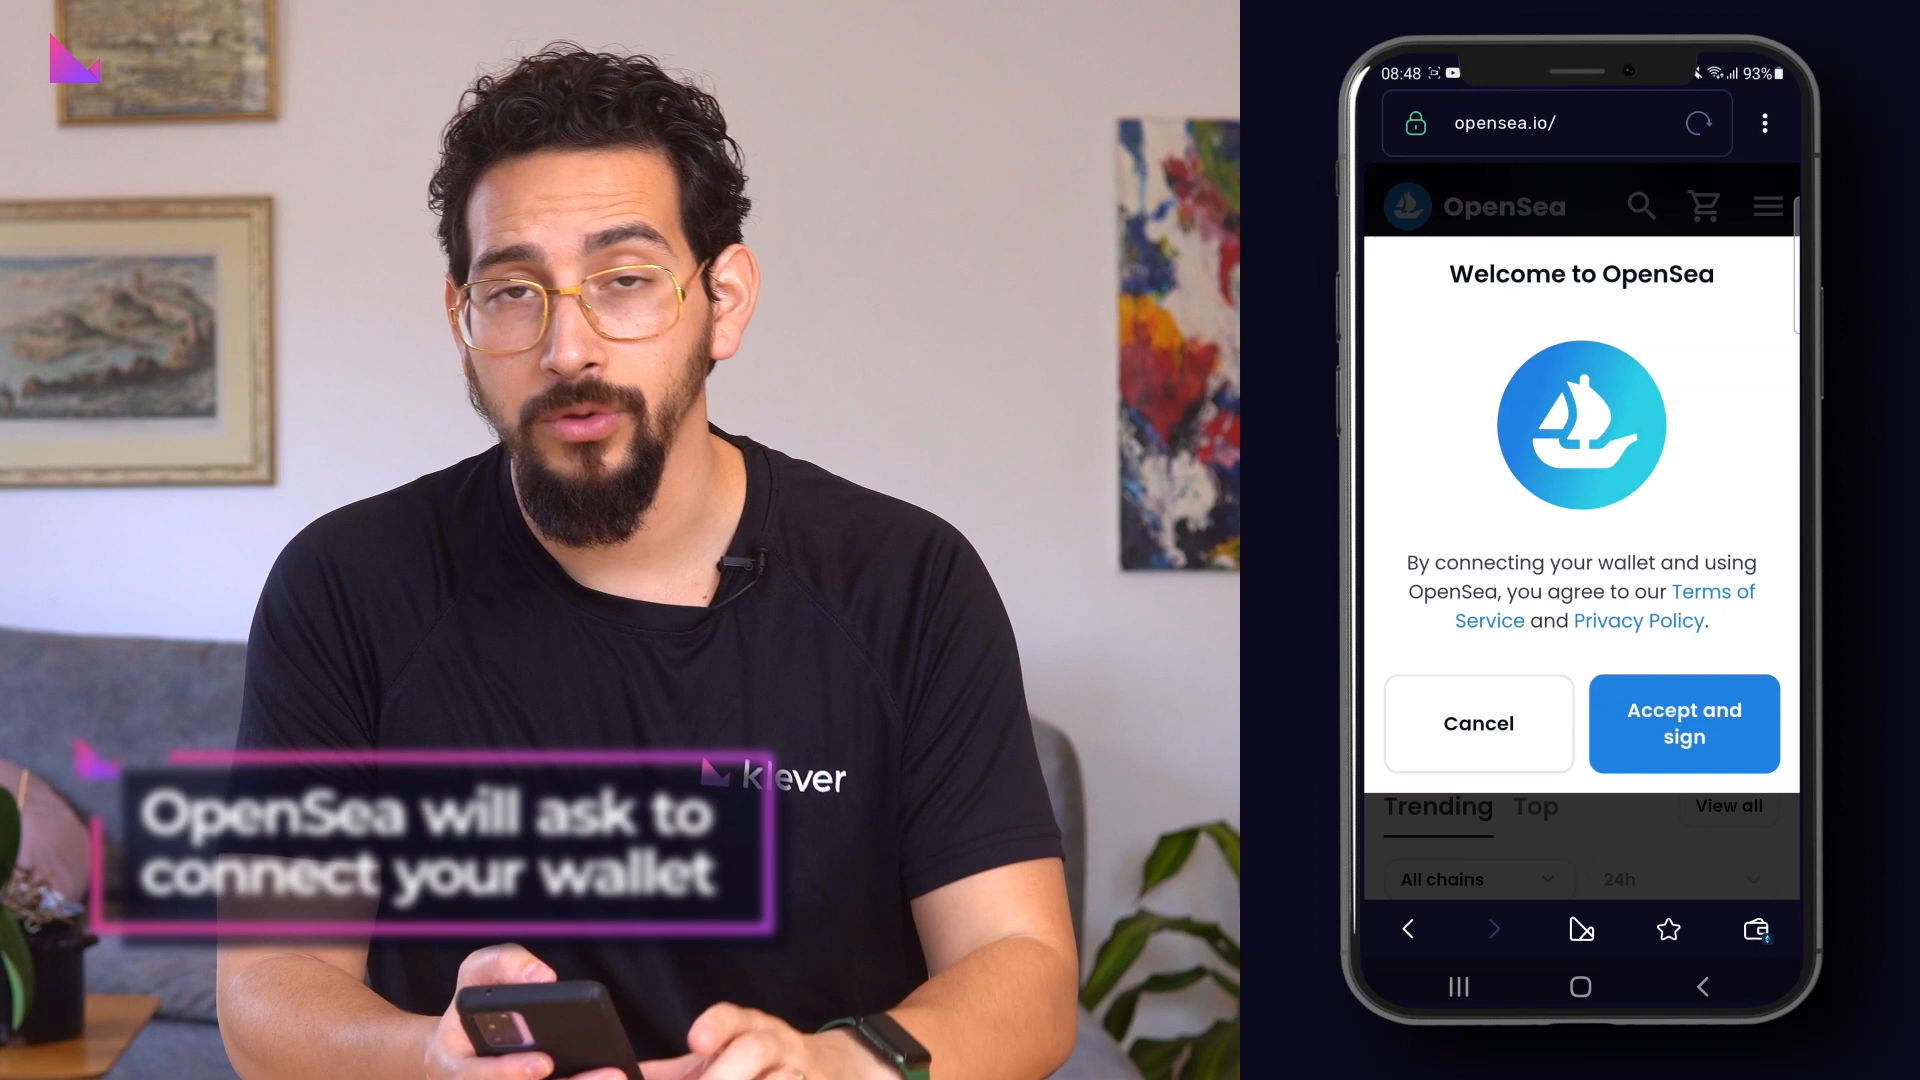 klever
OpenSea will ask to
connect your wallet
08:48
93%
opensea.io/
OpenSea
Welcome to OpenSea
By connecting your wallet and using
OpenSea, you agree to our Terms of
Service and Privacy Policy.
Cancel
Accept and
sign
Trending Top View all
All chains 24h